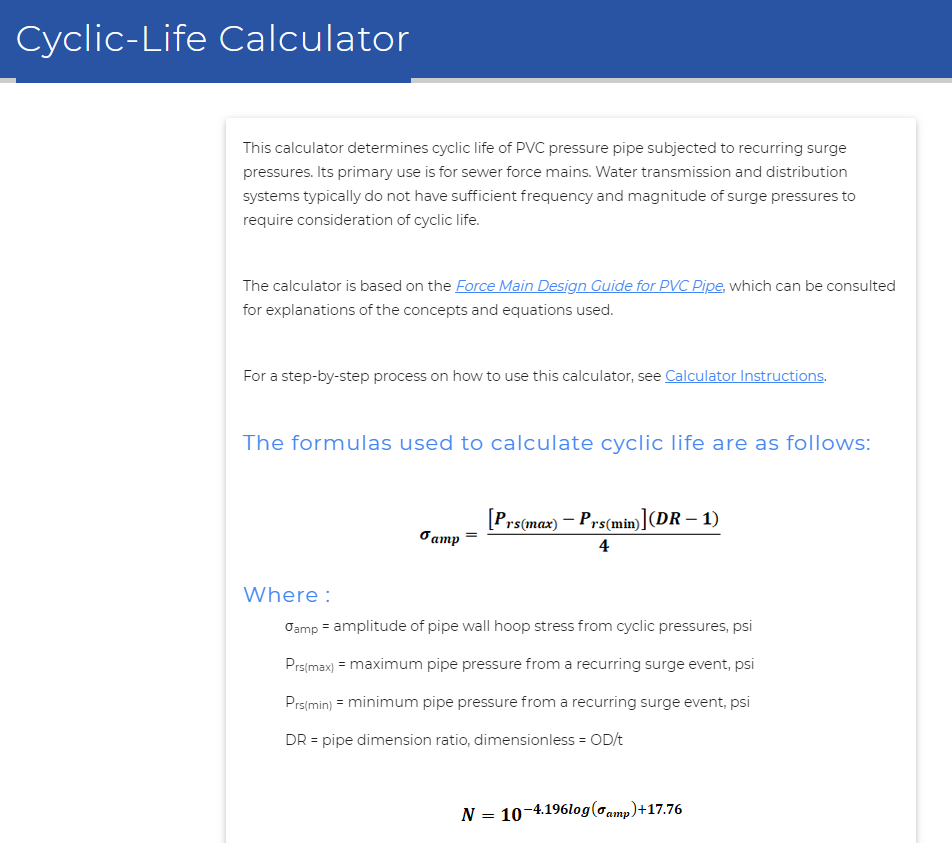 Cyclic-Life Calculator
This calculator determines cyclic life of PVC pressure pipe subjected to recurring surge
pressures. Its primary use is for sewer force mains. Water transmission and distribution
systems typically do not have sufficient frequency and magnitude of surge pressures to
require consideration of cyclic life.
The calculator is based on the Force Main Design Guide for PVC Pipe, which can be consulted
for explanations of the concepts and equations used.
For a step-by-step process on how to use this calculator, see Calculator Instructions.
The formulas used to calculate cyclic life are as follows:
σamp = [Prs(max) − Prs(min)](DR − 1) / 4
Where :
σamp = amplitude of pipe wall hoop stress from cyclic pressures, psi
Prs(max) = maximum pipe pressure from a recurring surge event, psi
Prs(min) = minimum pipe pressure from a recurring surge event, psi
DR = pipe dimension ratio, dimensionless = OD/t
N = 10^(−4.196log(σamp)+17.76)